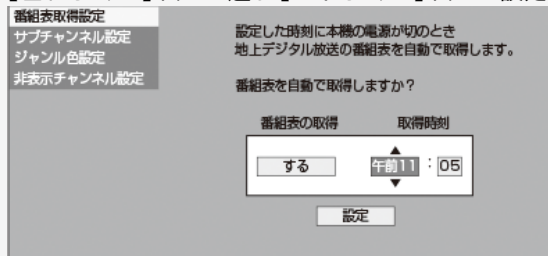 番組表取得設定
サブチャンネル設定
ジャンル色設定
非表示チャンネル設定
設定した時刻に本機の電源が切のとき
地上デジタル放送の番組表を自動で取得します。
番組表を自動で取得しますか？
番組表の取得 取得時刻
する 午前11 : 05
設定